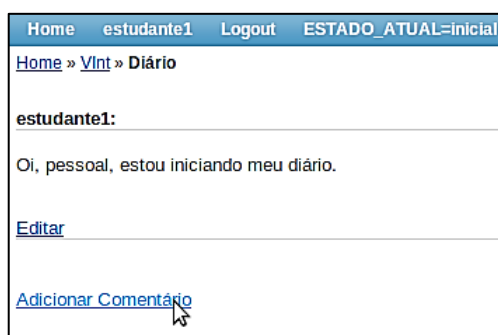 Home estudante1 Logout ESTADO_ATUAL=inicial
Home » VInt » Diário
estudante1:
Oi, pessoal, estou iniciando meu diário.
Editar
Adicionar Comentário